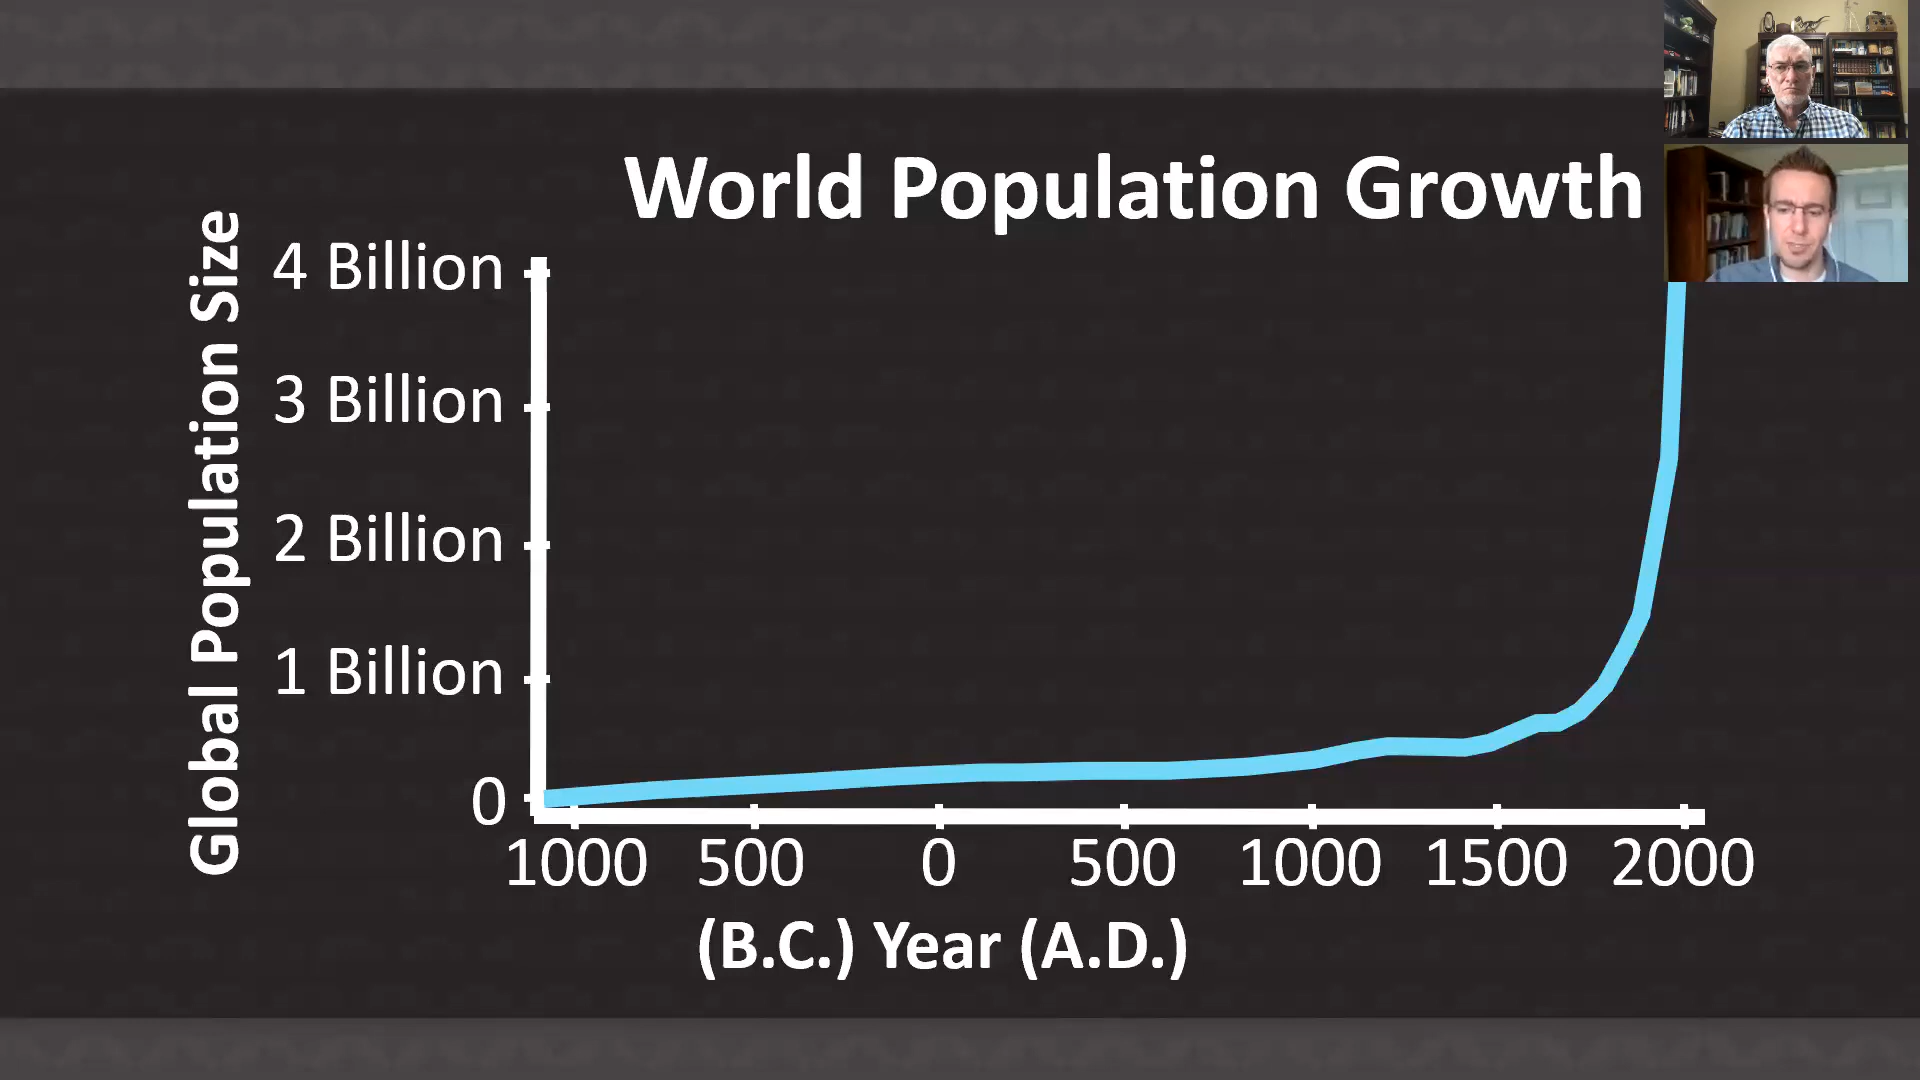 World Population Growth
Global Population Size
4 Billion
3 Billion
2 Billion
1 Billion
0
1000 500 0 500 1000 1500 2000
(B.C.) Year (A.D.)